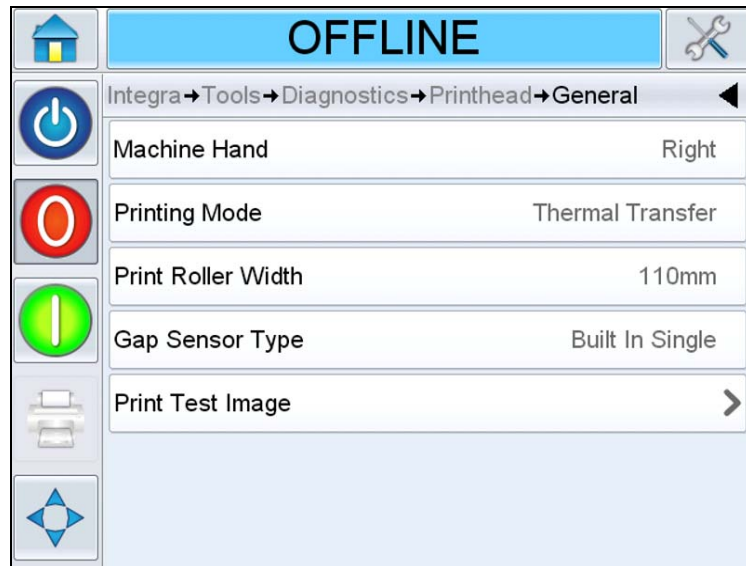 OFFLINE
Integra→Tools→Diagnostics→Printhead→General
Machine Hand Right
Printing Mode Thermal Transfer
Print Roller Width 110mm
Gap Sensor Type Built In Single
Print Test Image